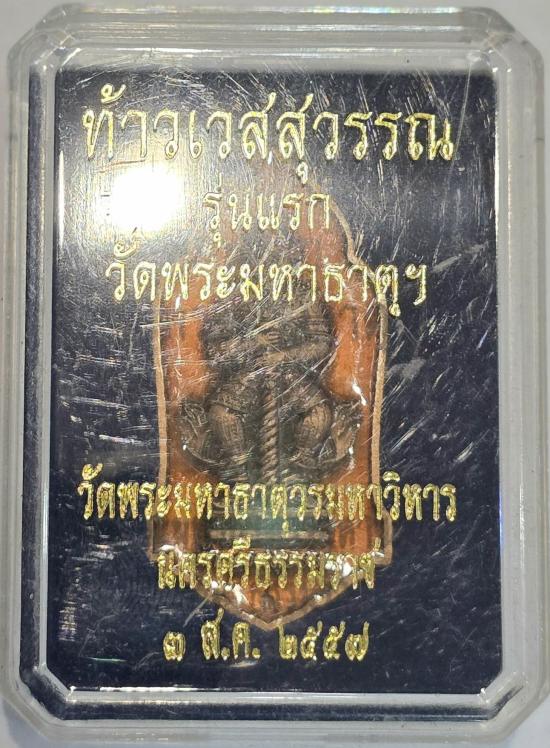 ท้าวเวสสุวรรณ
รุ่นแรก
วัดพระมหาธาตุฯ
วัดพระมหาธาตุวรมหาวิหาร
นครศรีธรรมราช
๓ ส.ค. ๒๕๕๗